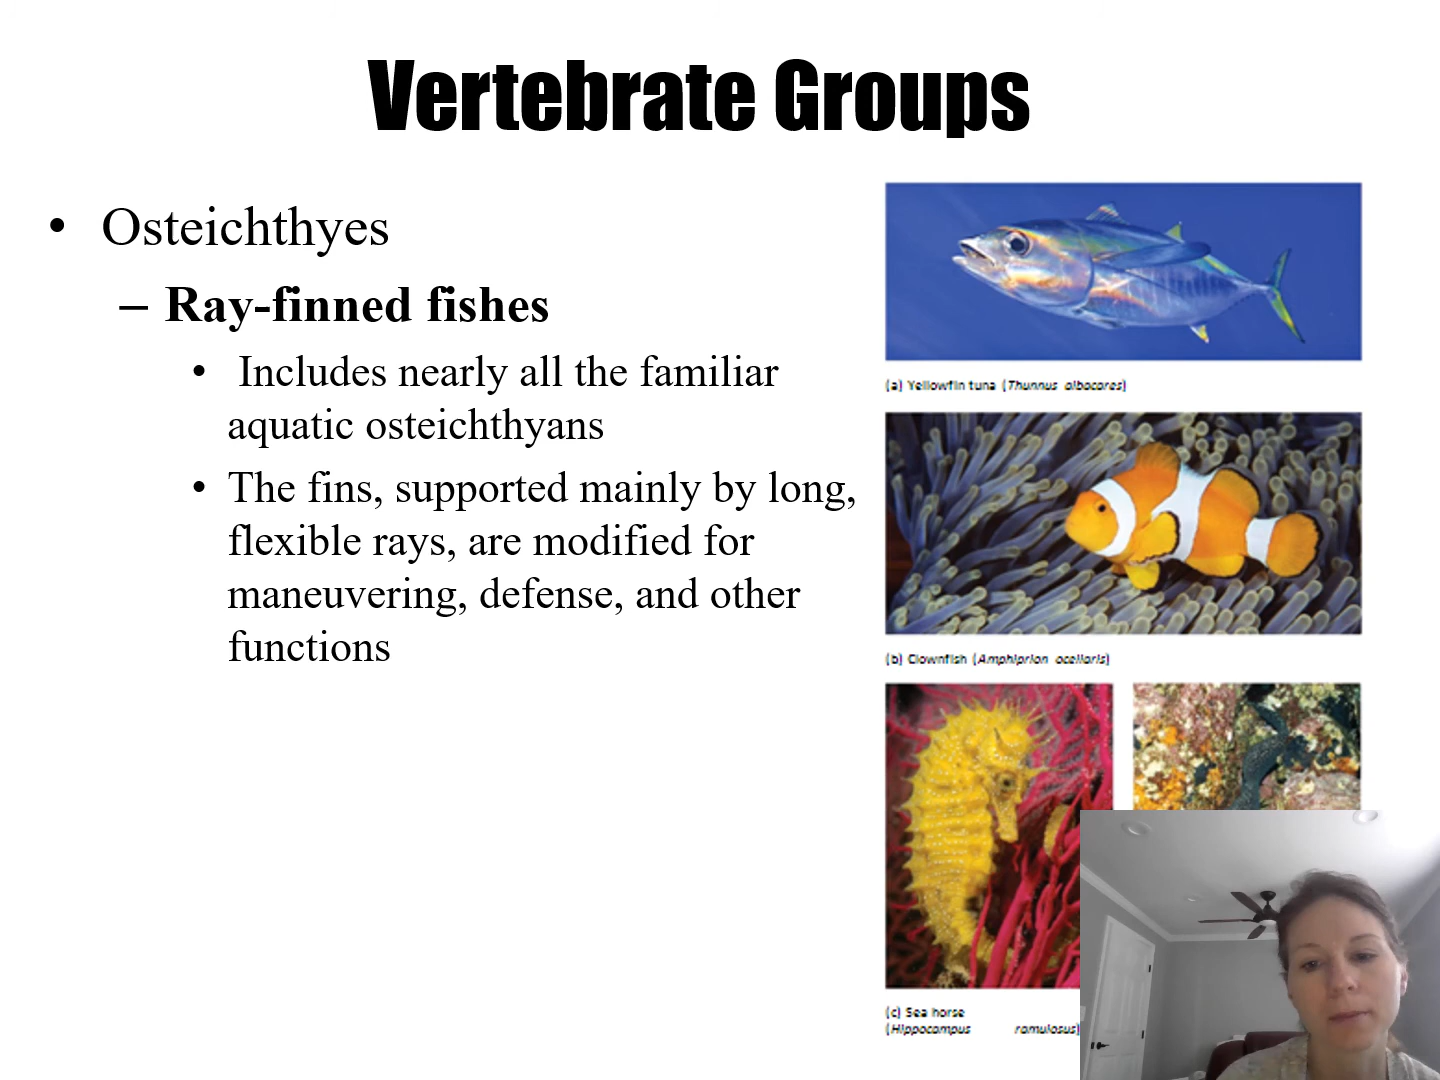 Vertebrate Groups
• Osteichthyes
– Ray-finned fishes
• Includes nearly all the familiar
aquatic osteichthyans
• The fins, supported mainly by long,
flexible rays, are modified for
maneuvering, defense, and other
functions
(a) Yellowfin tuna (Thunnus albacares)
(b) Clownfish (Amphiprion ocellaris)
(c) Sea horse
(Hippocampus ramulosus)